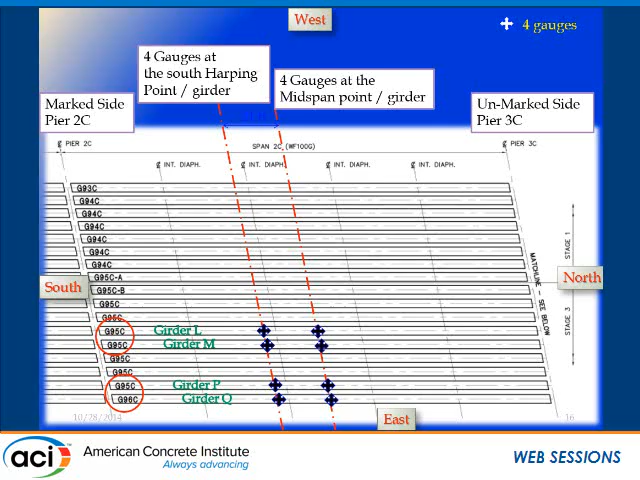 West
4 gauges
4 Gauges at
the south Harping
Point / girder
4 Gauges at the
Midspan point / girder
Marked Side
Pier 2C
Un-Marked Side
Pier 3C
PIER 2C
SPAN 2C (WF100G)
PIER 3C
INT. DIAPH.
INT. DIAPH.
INT. DIAPH.
INT. DIAPH.
G93C
G94C
G94C
G94C
G94C
G94C
G94C
G95C-A
G95C-B
G95C
G95C
G95C
G95C
G95C
G95C
G95C
G96C
STAGE 1
STAGE 3
MATCHLINE - SEE BELOW
South
North
Girder L
Girder M
Girder P
Girder Q
10/28/2014
East
16
aci
American Concrete Institute
Always advancing
WEB SESSIONS